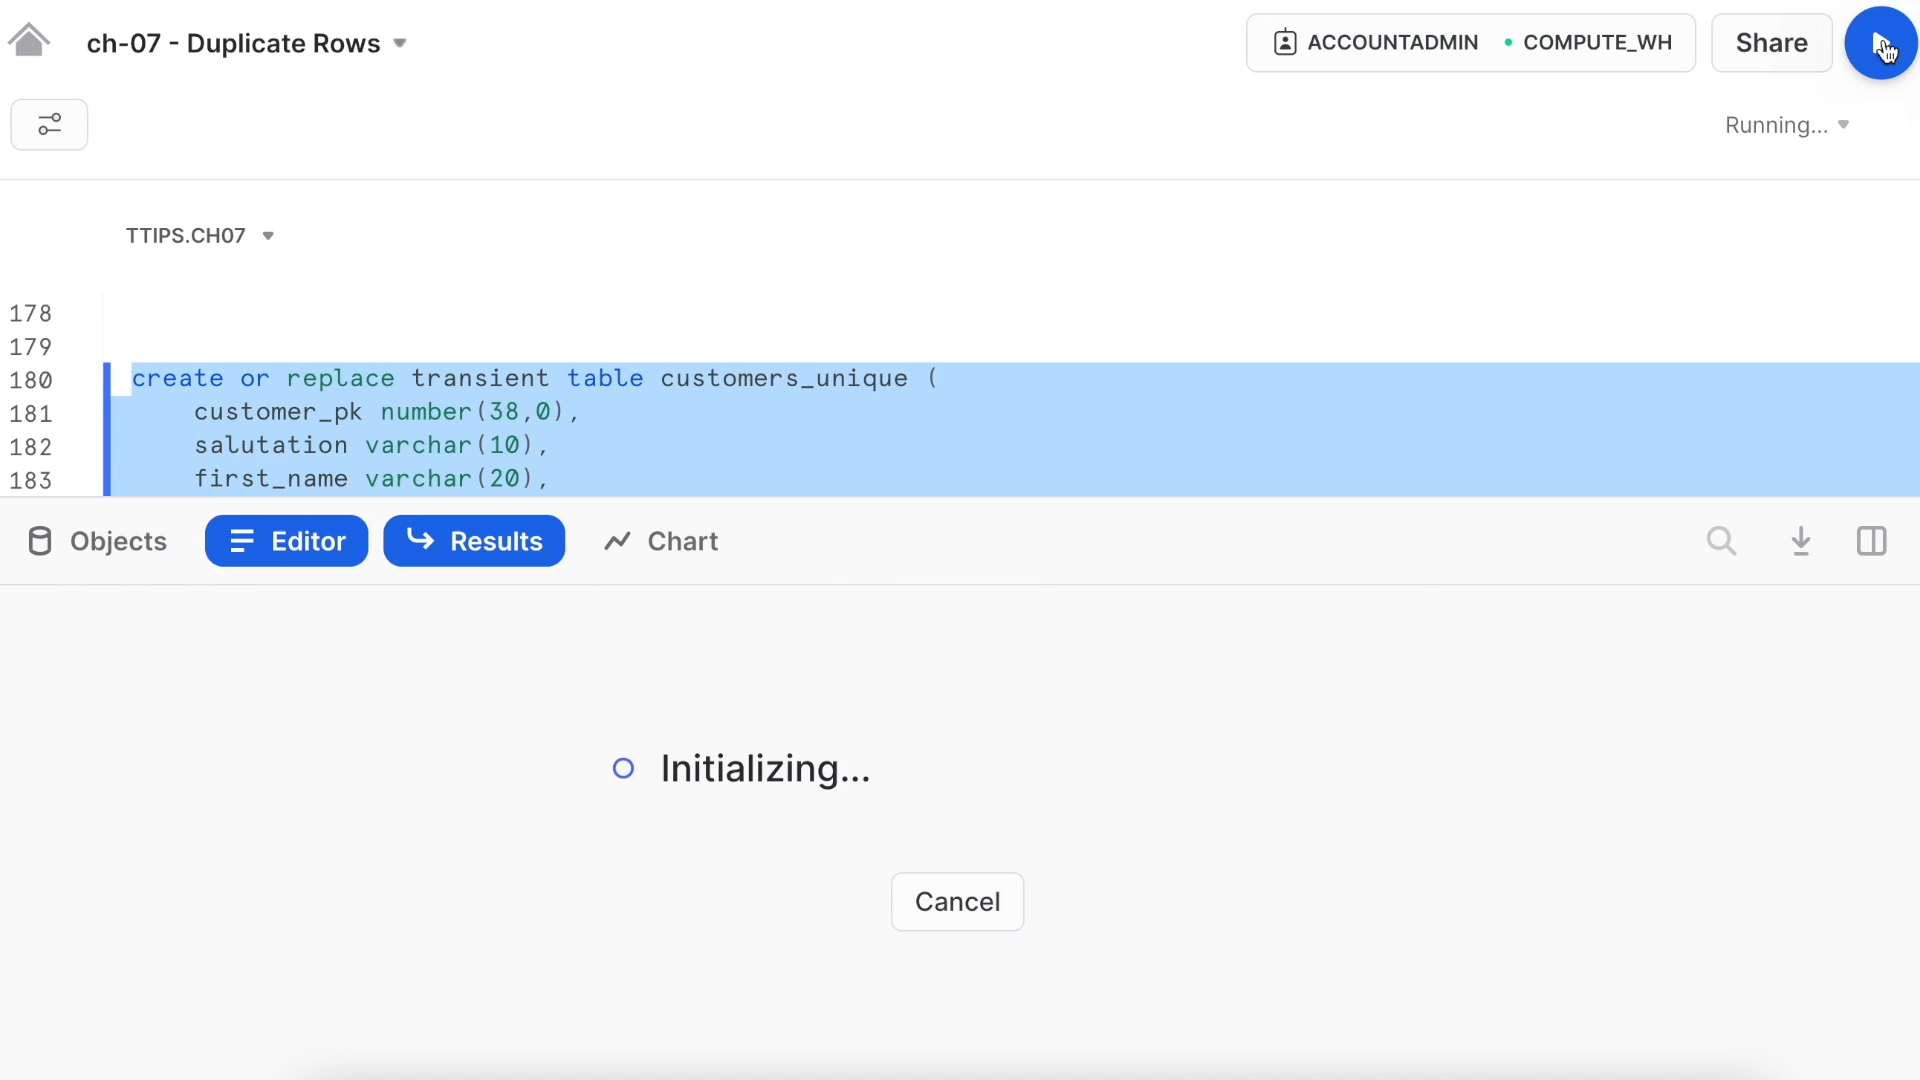 ch-07 - Duplicate Rows
ACCOUNTADMIN
COMPUTE_WH
Share
Running...
TTIPS.CH07
178
179
180 create or replace transient table customers_unique (
181 customer_pk number(38,0),
182 salutation varchar(10),
183 first_name varchar(20),
Objects
Editor
Results
Chart
Initializing...
Cancel